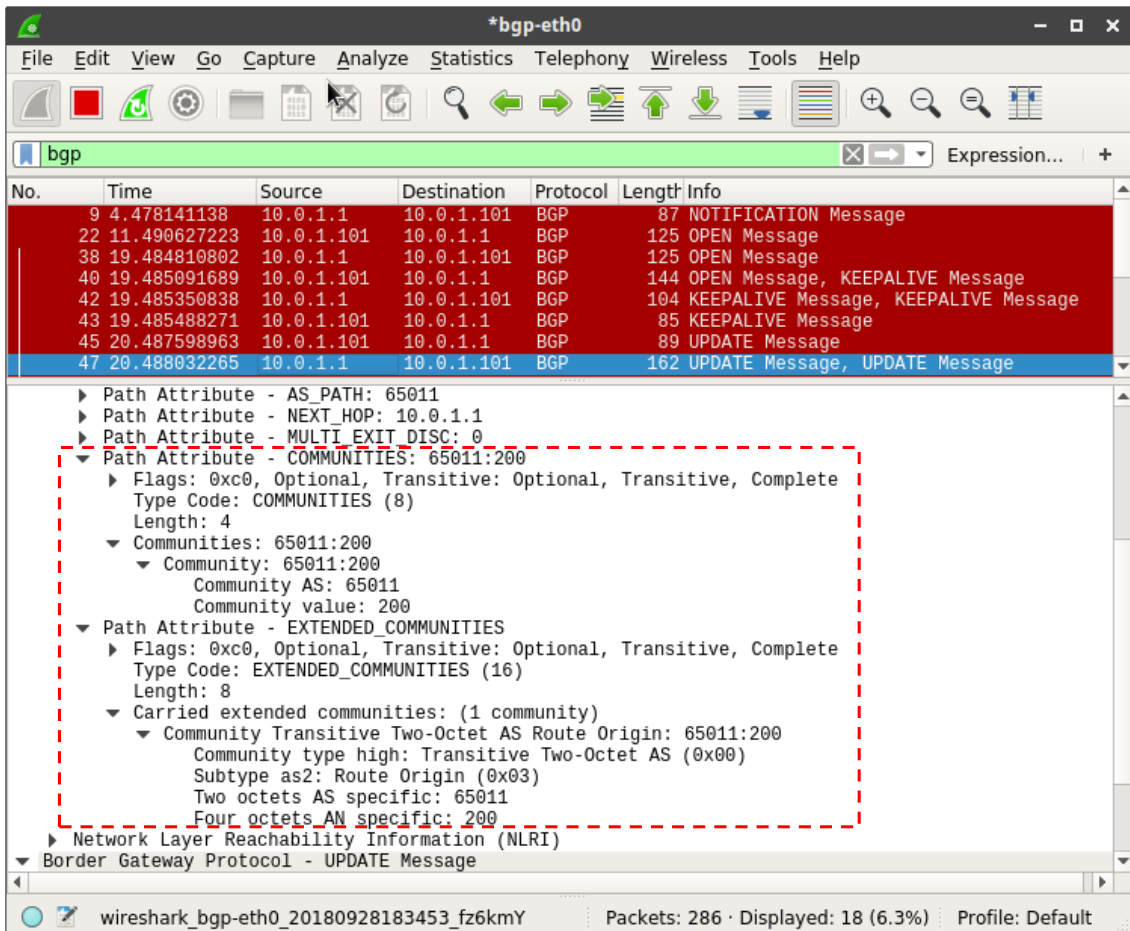 *bgp-eth0
File Edit View Go Capture Analyze Statistics Telephony Wireless Tools Help
bgp Expression... +
No. Time Source Destination Protocol Length Info
9 4.478141138 10.0.1.1 10.0.1.101 BGP 87 NOTIFICATION Message
22 11.490627223 10.0.1.101 10.0.1.1 BGP 125 OPEN Message
38 19.484810802 10.0.1.1 10.0.1.101 BGP 125 OPEN Message
40 19.485091689 10.0.1.101 10.0.1.1 BGP 144 OPEN Message, KEEPALIVE Message
42 19.485350838 10.0.1.1 10.0.1.101 BGP 104 KEEPALIVE Message, KEEPALIVE Message
43 19.485488271 10.0.1.101 10.0.1.1 BGP 85 KEEPALIVE Message
45 20.487598963 10.0.1.101 10.0.1.1 BGP 89 UPDATE Message
47 20.488032265 10.0.1.1 10.0.1.101 BGP 162 UPDATE Message, UPDATE Message
Path Attribute - AS_PATH: 65011
Path Attribute - NEXT_HOP: 10.0.1.1
Path Attribute - MULTI_EXIT_DISC: 0
Path Attribute - COMMUNITIES: 65011:200
Flags: 0xc0, Optional, Transitive: Optional, Transitive, Complete
Type Code: COMMUNITIES (8)
Length: 4
Communities: 65011:200
Community: 65011:200
Community AS: 65011
Community value: 200
Path Attribute - EXTENDED_COMMUNITIES
Flags: 0xc0, Optional, Transitive: Optional, Transitive, Complete
Type Code: EXTENDED_COMMUNITIES (16)
Length: 8
Carried extended communities: (1 community)
Community Transitive Two-Octet AS Route Origin: 65011:200
Community type high: Transitive Two-Octet AS (0x00)
Subtype as2: Route Origin (0x03)
Two octets AS specific: 65011
Four octets AN specific: 200
Network Layer Reachability Information (NLRI)
Border Gateway Protocol - UPDATE Message
wireshark_bgp-eth0_20180928183453_fz6kmY Packets: 286 · Displayed: 18 (6.3%) Profile: Default